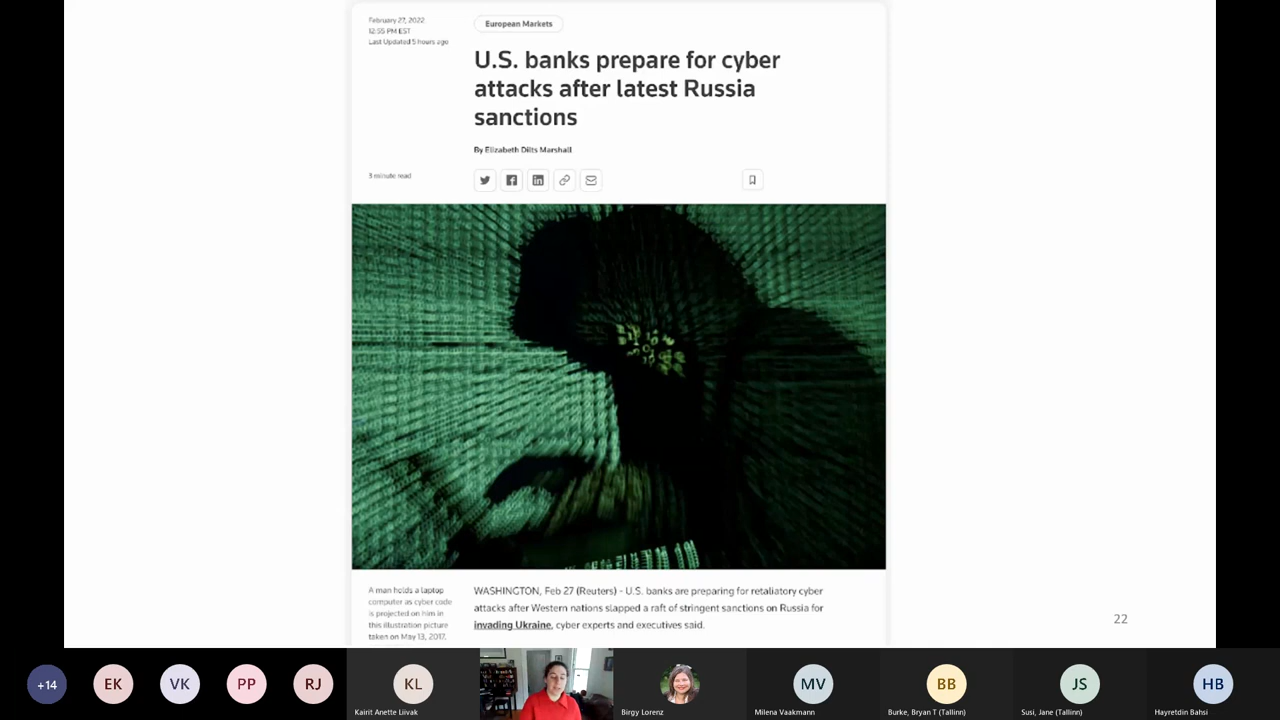 February 27, 2022
12:55 PM EST
Last Updated 5 hours ago
European Markets
U.S. banks prepare for cyber
attacks after latest Russia
sanctions
By Elizabeth Dilts Marshall
3 minute read
A man holds a laptop
computer as cyber code
is projected on him in
this illustration picture
taken on May 13, 2017.
WASHINGTON, Feb 27 (Reuters) - U.S. banks are preparing for retaliatory cyber
attacks after Western nations slapped a raft of stringent sanctions on Russia for
invading Ukraine, cyber experts and executives said.
22
+14
EK
VK
PP
RJ
KL
Kairit Anette Liivak
Birgy Lorenz
MV
Milena Vaakmann
BB
Burke, Bryan T (Tallinn)
JS
Susi, Jane (Tallinn)
HB
Hayretdin Bahsi